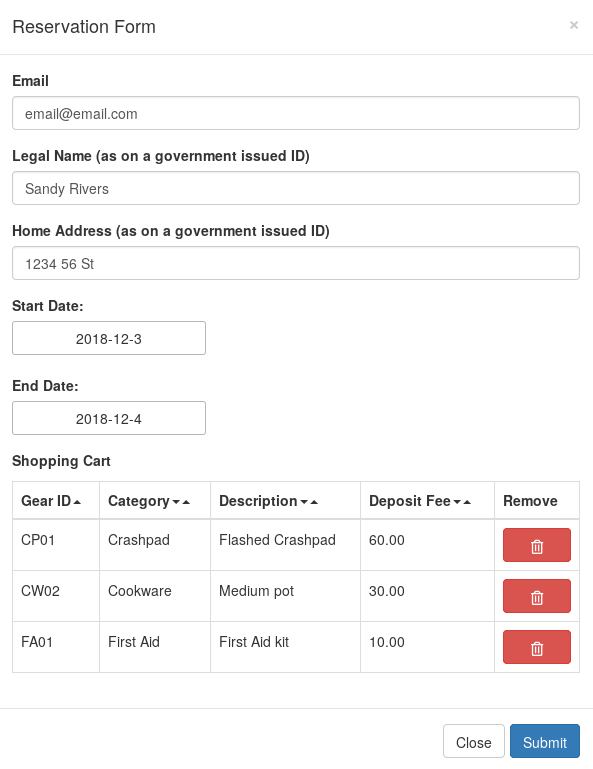 Reservation Form ×
Email
email@email.com
Legal Name (as on a government issued ID)
Sandy Rivers
Home Address (as on a government issued ID)
1234 56 St
Start Date:
2018-12-3
End Date:
2018-12-4
Shopping Cart
Gear ID Category Description Deposit Fee Remove
CP01 Crashpad Flashed Crashpad 60.00
CW02 Cookware Medium pot 30.00
FA01 First Aid First Aid kit 10.00
Close Submit